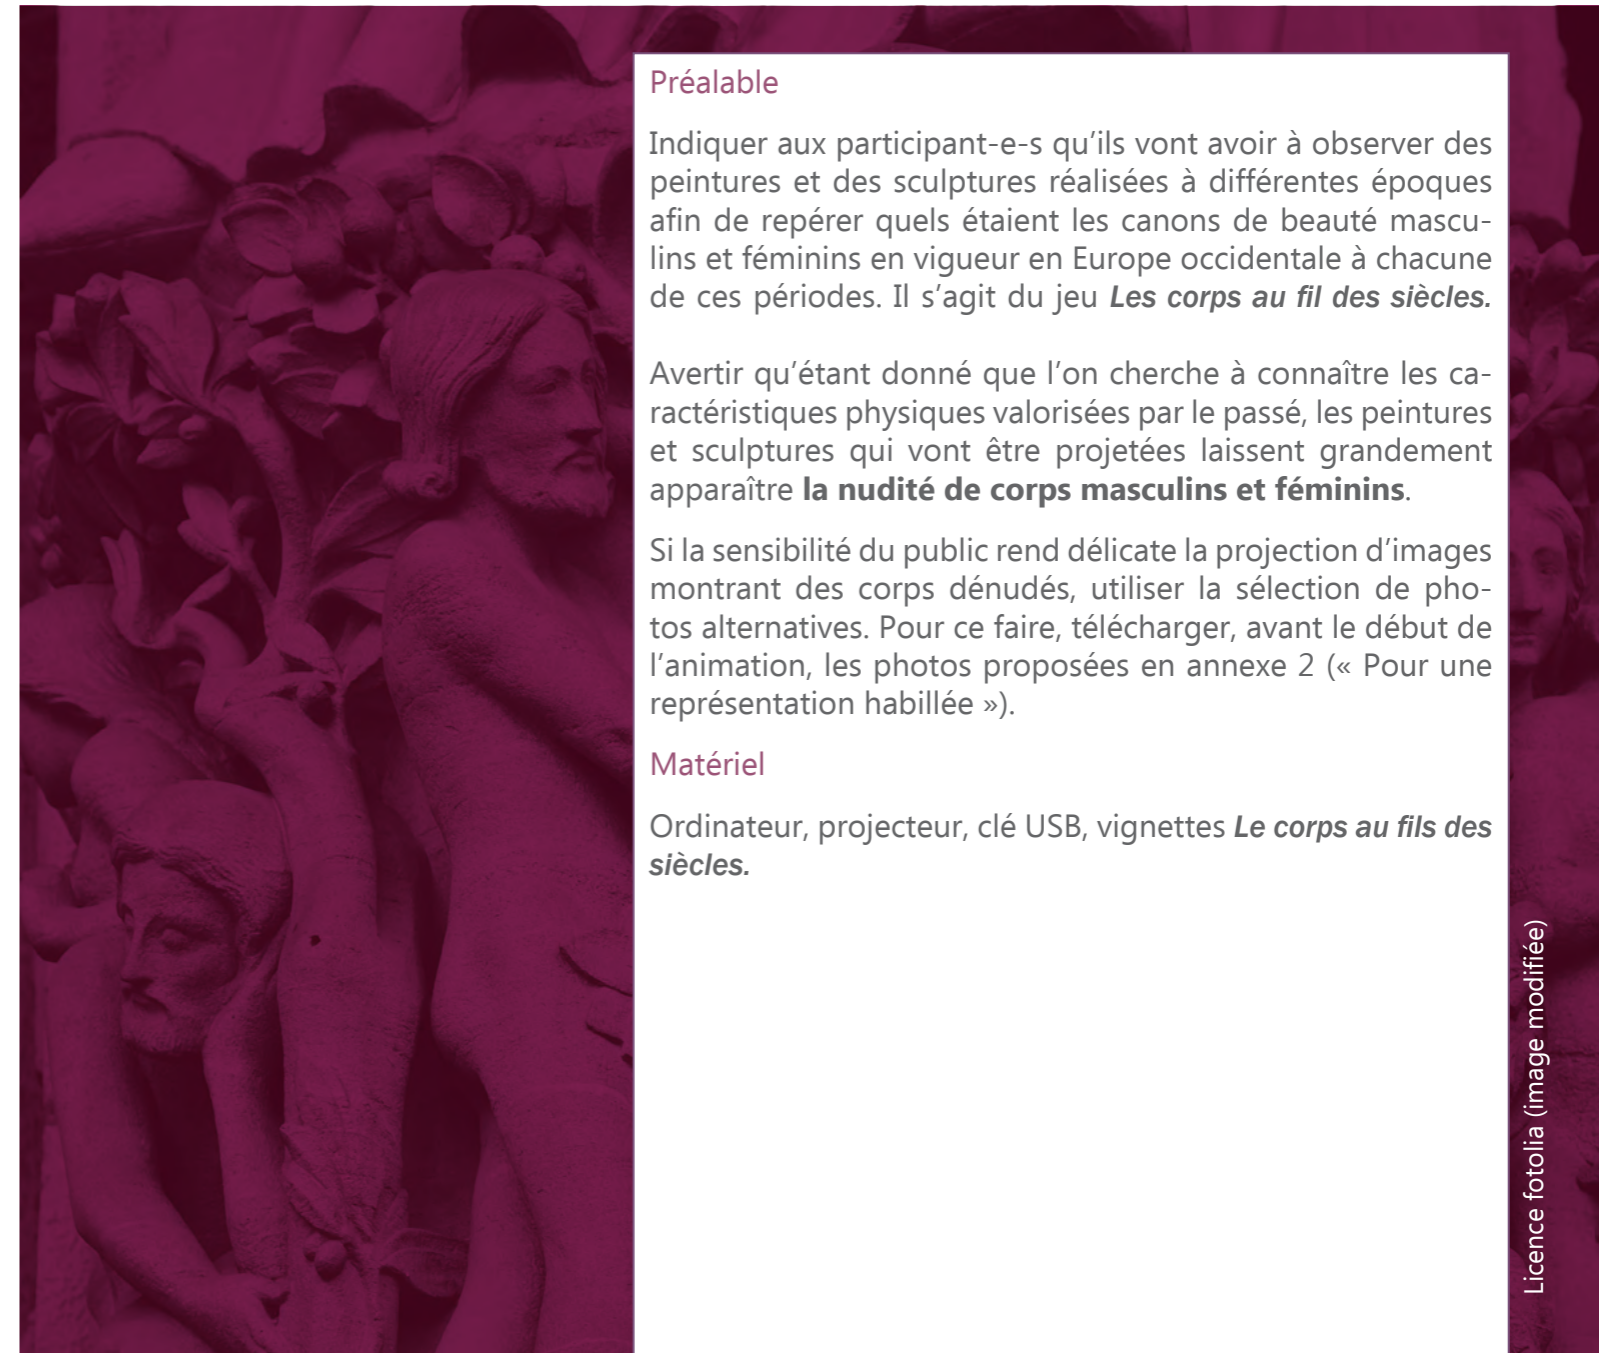 Préalable
Indiquer aux participant-e-s qu’ils vont avoir à observer des
peintures et des sculptures réalisées à différentes époques
afin de repérer quels étaient les canons de beauté mascu-
lins et féminins en vigueur en Europe occidentale à chacune
de ces périodes. Il s’agit du jeu Les corps au fil des siècles.
Avertir qu’étant donné que l’on cherche à connaître les ca-
ractéristiques physiques valorisées par le passé, les peintures
et sculptures qui vont être projetées laissent grandement
apparaître la nudité de corps masculins et féminins.
Si la sensibilité du public rend délicate la projection d’images
montrant des corps dénudés, utiliser la sélection de pho-
tos alternatives. Pour ce faire, télécharger, avant le début de
l’animation, les photos proposées en annexe 2 (« Pour une
représentation habillée »).
Matériel
Ordinateur, projecteur, clé USB, vignettes Le corps au fils des
siècles.
Licence fotolia (image modifiée)